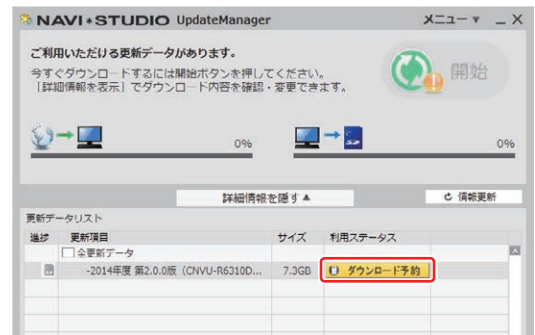 NAVI*STUDIO UpdateManager メニュー ▼ _ X
ご利用いただける更新データがあります。
今すぐダウンロードするには開始ボタンを押してください。
[詳細情報を表示]でダウンロード内容を確認・変更できます。
開始
0% 0%
詳細情報を隠す▲ 情報更新
更新データリスト
進捗 更新項目 サイズ 利用ステータス
全更新データ
-2014年度 第2.0.0版 (CNVU-R6310D... 7.3GB ダウンロード予約